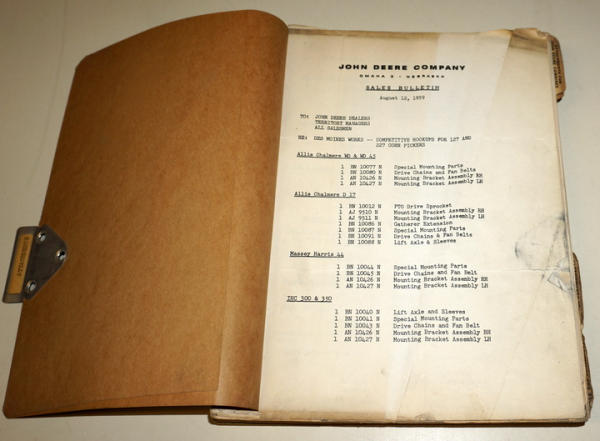 JOHN DEERE COMPANY
OMAHA 2 - NEBRASKA
SALES BULLETIN
August 12, 1959
TO: JOHN DEERE DEALERS
TERRITORY MANAGERS
ALL SALESMEN
RE: DES MOINES WORKS -- COMPETITIVE HOOKUPS FOR 127 AND
227 CORN PICKERS
Allis Chalmers WD & WD 45
1 BN 10077 N Special Mounting Parts
1 BN 10080 N Drive Chains and Fan Belts
1 AN 10426 N Mounting Bracket Assembly RH
1 AN 10427 N Mounting Bracket Assembly LH
Allis Chalmers D 17
1 BN 10012 N PTO Drive Sprocket
1 AJ 9510 N Mounting Bracket Assembly RH
1 AJ 9511 N Mounting Bracket Assembly LH
1 BN 10086 N Gatherer Extension
1 BN 10087 N Special Mounting Parts
1 BN 10091 N Drive Chains & Fan Belts
1 BN 10088 N Lift Axle & Sleeves
Massey Harris 44
1 BN 10044 N Special Mounting Parts
1 BN 10045 N Drive Chains and Fan Belt
1 AN 10426 N Mounting Bracket Assembly RH
1 AN 10427 N Mounting Bracket Assembly LH
IHC 300 & 350
1 BN 10040 N Lift Axle and Sleeves
1 BN 10041 N Special Mounting Parts
1 BN 10043 N Drive Chains and Fan Belt
1 AN 10426 N Mounting Bracket Assembly RH
1 AN 10427 N Mounting Bracket Assembly LH